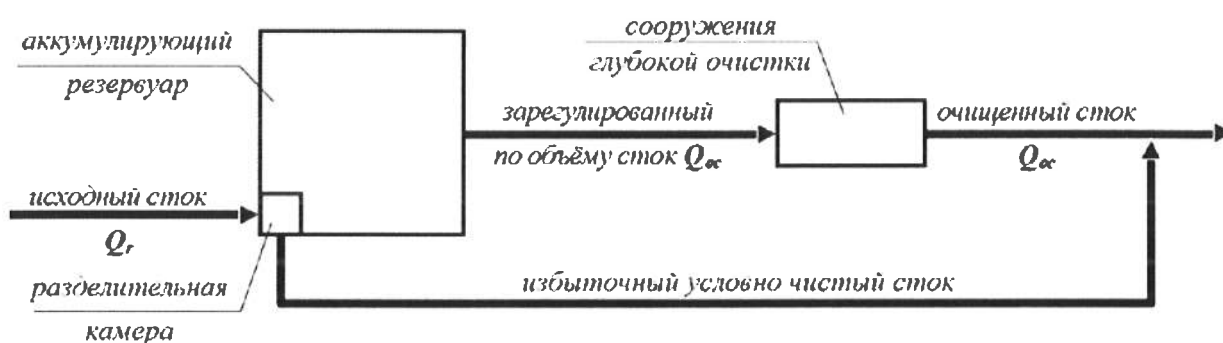 аккумулирующий
резервуар
сооружения
глубокой очистки
зарегулированный
по объёму сток Qос
очищенный сток
Qос
исходный сток
Qr
разделительная
камера
избыточный условно чистый сток